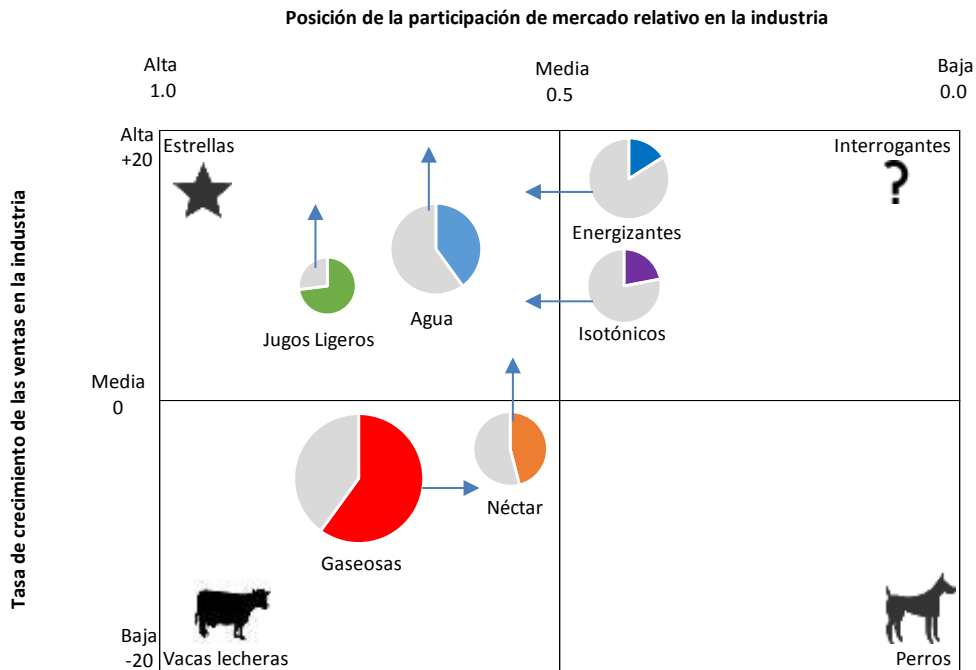 Posición de la participación de mercado relativo en la industria
Alta
1.0
Media
0.5
Baja
0.0
Tasa de crecimiento de las ventas en la industria
Alta
+20
Estrellas
Interrogantes
?
Energizantes
Agua
Isotónicos
Jugos Ligeros
Media
0
Néctar
Gaseosas
Baja
-20
Vacas lecheras
Perros